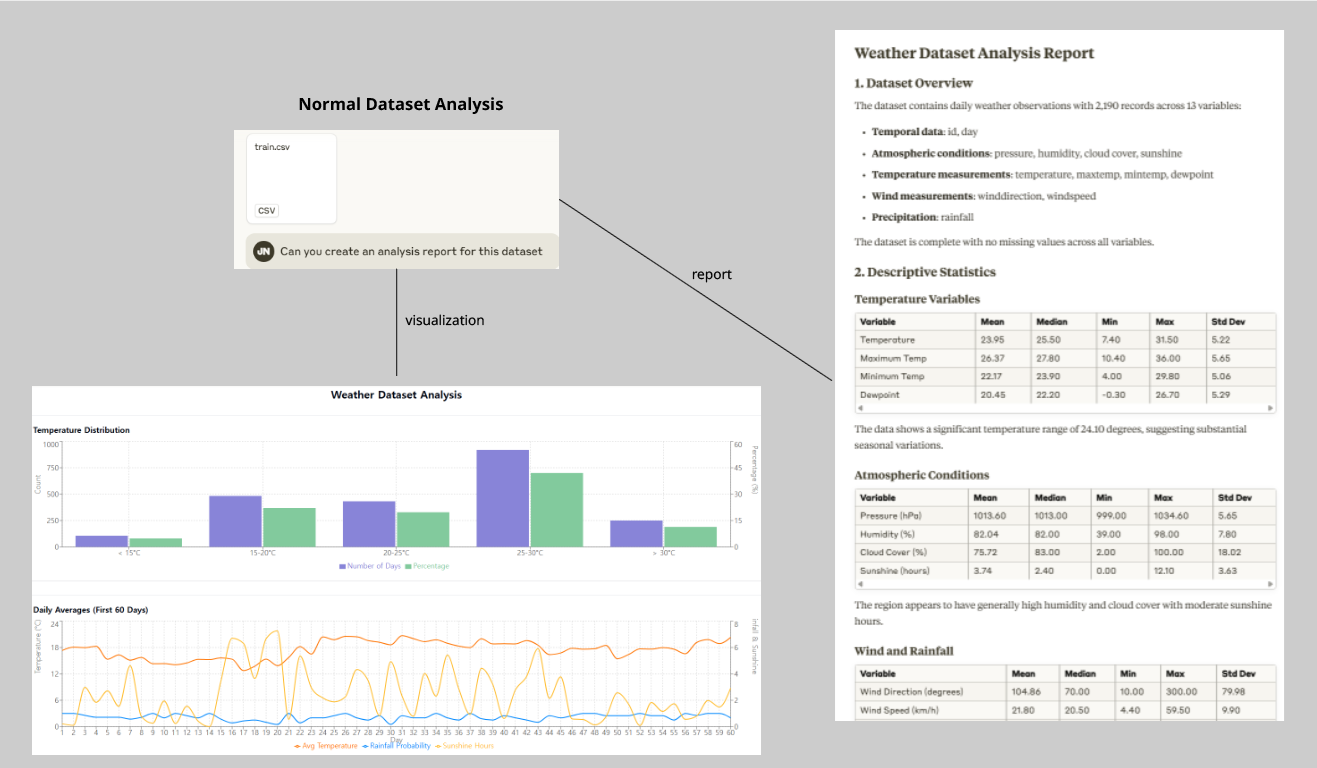 Normal Dataset Analysis
train.csv
CSV
JN Can you create an analysis report for this dataset
visualization
report
Weather Dataset Analysis
Temperature Distribution
1000
750
500
250
0
Count
60
45
30
15
0
Percentage (%)
< 15°C 15-20°C 20-25°C 25-30°C > 30°C
Number of Days Percentage
Daily Averages (First 60 Days)
24
18
12
6
0
Temperature (°C)
8
6
4
2
0
infall & Sunshine
1 2 3 4 5 6 7 8 9 10 11 12 13 14 15 16 17 18 19 20 21 22 23 24 25 26 27 28 29 30 31 32 33 34 35 36 37 38 39 40 41 42 43 44 45 46 47 48 49 50 51 52 53 54 55 56 57 58 59 60
Day
Avg Temperature Rainfall Probability Sunshine Hours
Weather Dataset Analysis Report
1. Dataset Overview
The dataset contains daily weather observations with 2,190 records across 13 variables:
• Temporal data: id, day
• Atmospheric conditions: pressure, humidity, cloud cover, sunshine
• Temperature measurements: temperature, maxtemp, mintemp, dewpoint
• Wind measurements: winddirection, windspeed
• Precipitation: rainfall
The dataset is complete with no missing values across all variables.
2. Descriptive Statistics
Temperature Variables
Variable Mean Median Min Max Std Dev
Temperature 23.95 25.50 7.40 31.50 5.22
Maximum Temp 26.37 27.80 10.40 36.00 5.65
Minimum Temp 22.17 23.90 4.00 29.80 5.06
Dewpoint 20.45 22.20 -0.30 26.70 5.29
The data shows a significant temperature range of 24.10 degrees, suggesting substantial
seasonal variations.
Atmospheric Conditions
Variable Mean Median Min Max Std Dev
Pressure (hPa) 1013.60 1013.00 999.00 1034.60 5.65
Humidity (%) 82.04 82.00 39.00 98.00 7.80
Cloud Cover (%) 75.72 83.00 2.00 100.00 18.02
Sunshine (hours) 3.74 2.40 0.00 12.10 3.63
The region appears to have generally high humidity and cloud cover with moderate sunshine
hours.
Wind and Rainfall
Variable Mean Median Min Max Std Dev
Wind Direction (degrees) 104.86 70.00 10.00 300.00 79.98
Wind Speed (km/h) 21.80 20.50 4.40 59.50 9.90